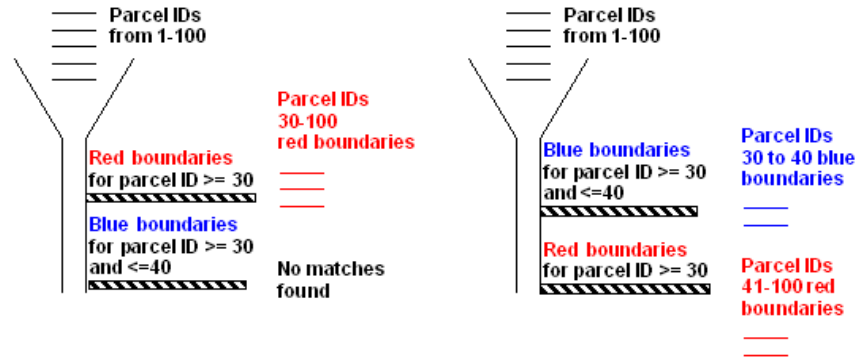 Parcel IDs
from 1-100
Parcel IDs
30-100
red boundaries
Red boundaries
for parcel ID >= 30
Blue boundaries
for parcel ID >= 30
and <=40
No matches
found
Parcel IDs
from 1-100
Parcel IDs
30 to 40 blue
boundaries
Blue boundaries
for parcel ID >= 30
and <=40
Red boundaries
for parcel ID >= 30
Parcel IDs
41-100 red
boundaries